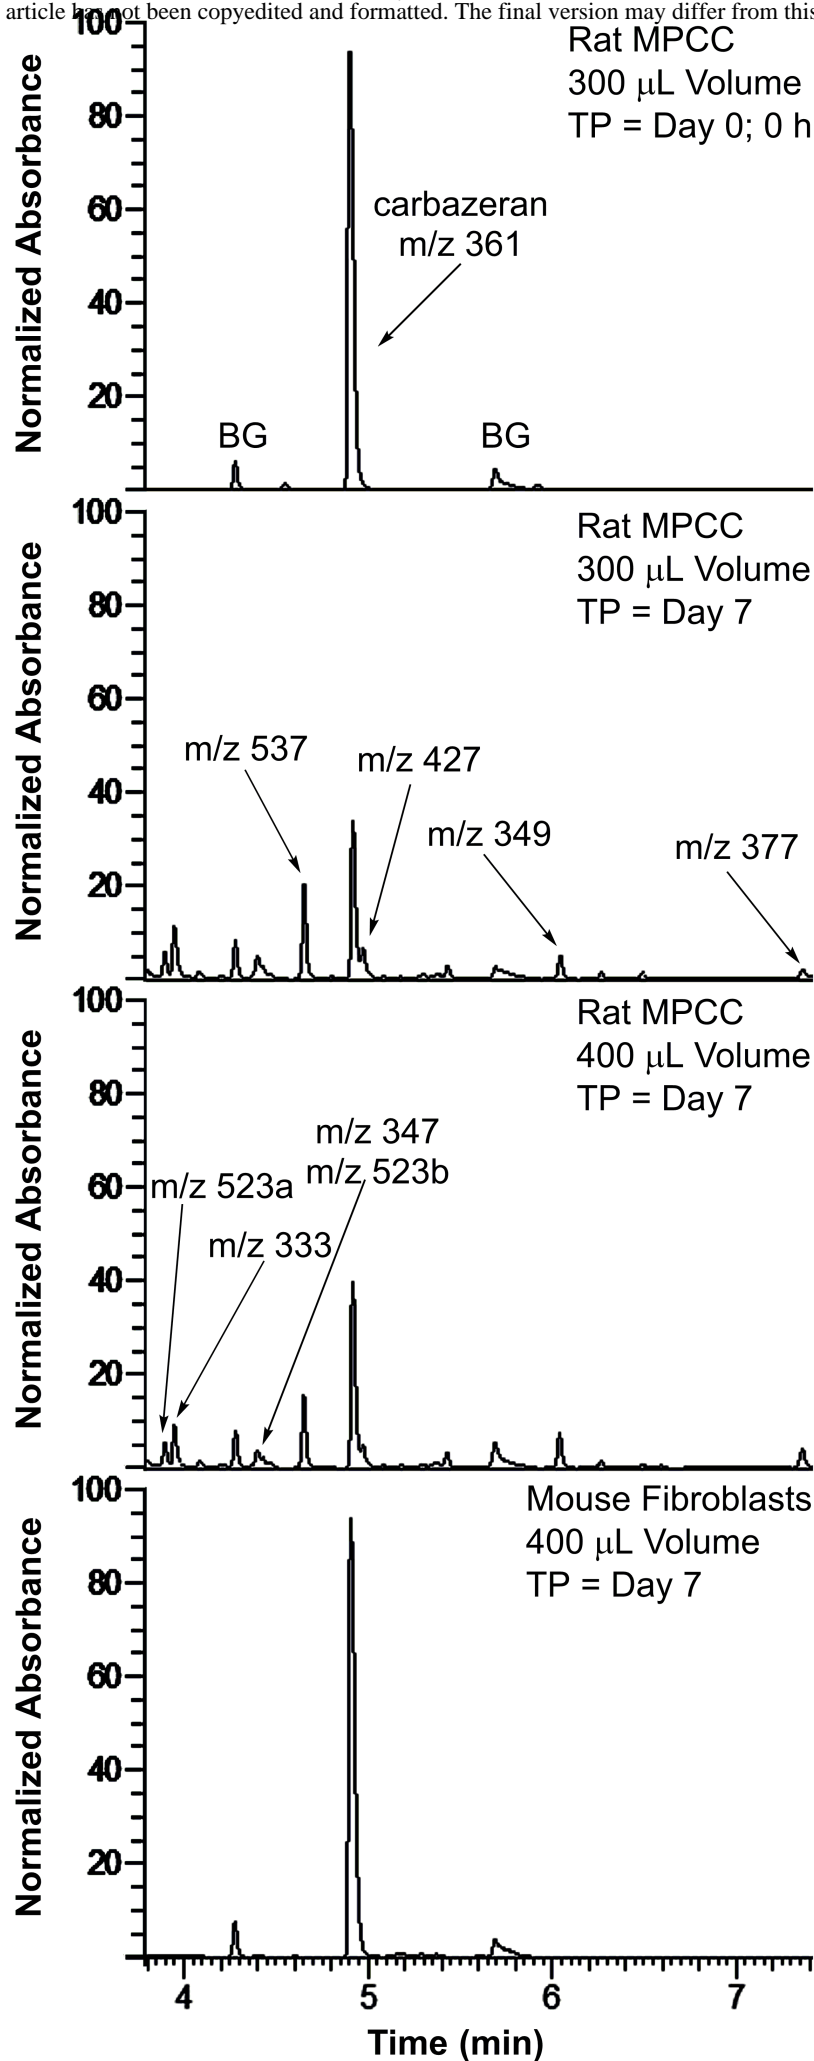 article has not been copyedited and formatted. The final version may differ from this
Normalized Absorbance
100
80
60
40
20
Rat MPCC
300 μL Volume
TP = Day 0; 0 h
carbazeran
m/z 361
BG
BG
Normalized Absorbance
100
80
60
40
20
Rat MPCC
300 μL Volume
TP = Day 7
m/z 537
m/z 427
m/z 349
m/z 377
Normalized Absorbance
100
80
60
40
20
Rat MPCC
400 μL Volume
TP = Day 7
m/z 347
m/z 523b
m/z 523a
m/z 333
Normalized Absorbance
100
80
60
40
20
Mouse Fibroblasts
400 μL Volume
TP = Day 7
4 5 6 7
Time (min)